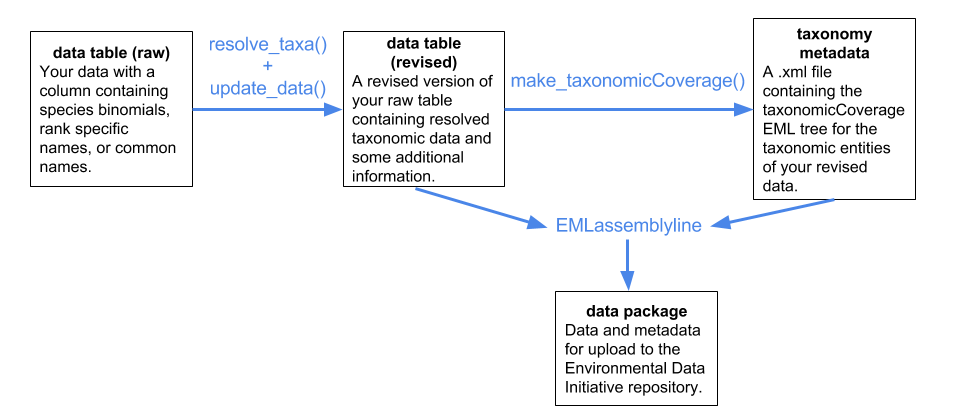 data table (raw)
Your data with a
column containing
species binomials,
rank specific
names, or common
names.
resolve_taxa()
+
update_data()
data table
(revised)
A revised version of
your raw table
containing resolved
taxonomic data and
some additional
information.
make_taxonomicCoverage()
taxonomy
metadata
A .xml file
containing the
taxonomicCoverage
EML tree for the
taxonomic entities
of your revised
data.
EMLassemblyline
data package
Data and metadata
for upload to the
Environmental Data
Initiative repository.